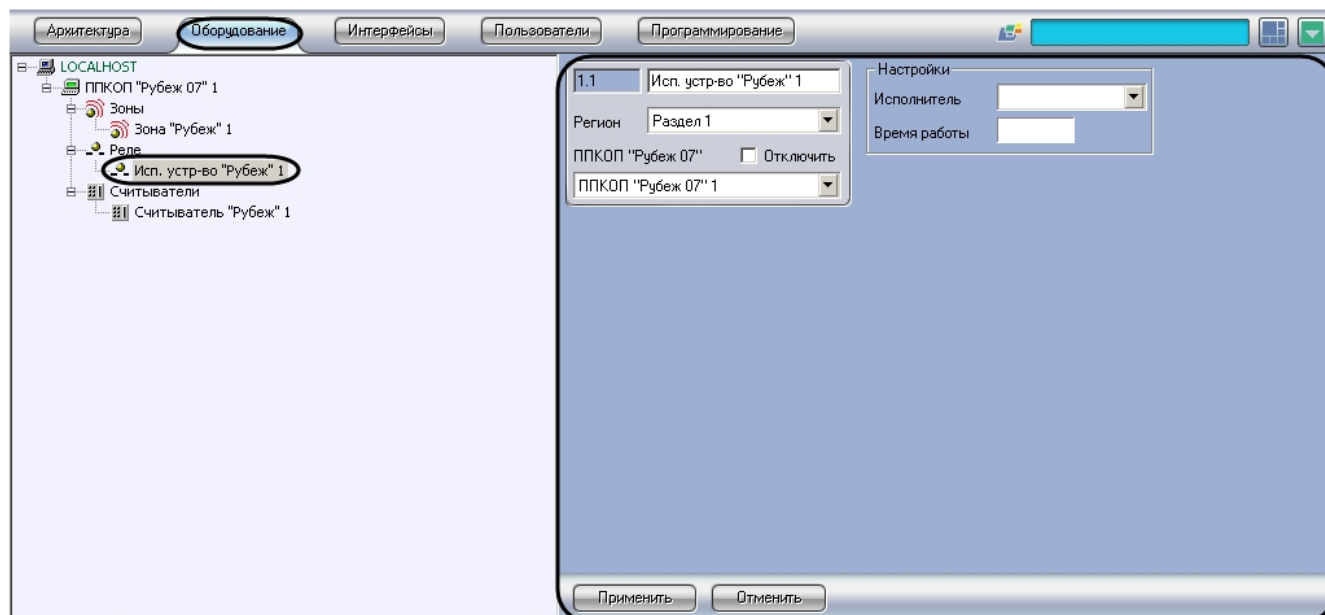 Архитектура Оборудование Интерфейсы Пользователи Программирование
LOCALHOST
ППКОП "Рубеж 07" 1
Зоны
Зона "Рубеж" 1
Реле
Исп. устр-во "Рубеж" 1
Считыватели
Считыватель "Рубеж" 1
1.1 Исп. устр-во "Рубеж" 1
Регион Раздел 1
ППКОП "Рубеж 07" Отключить
ППКОП "Рубеж 07" 1
Настройки
Исполнитель
Время работы
Применить Отменить